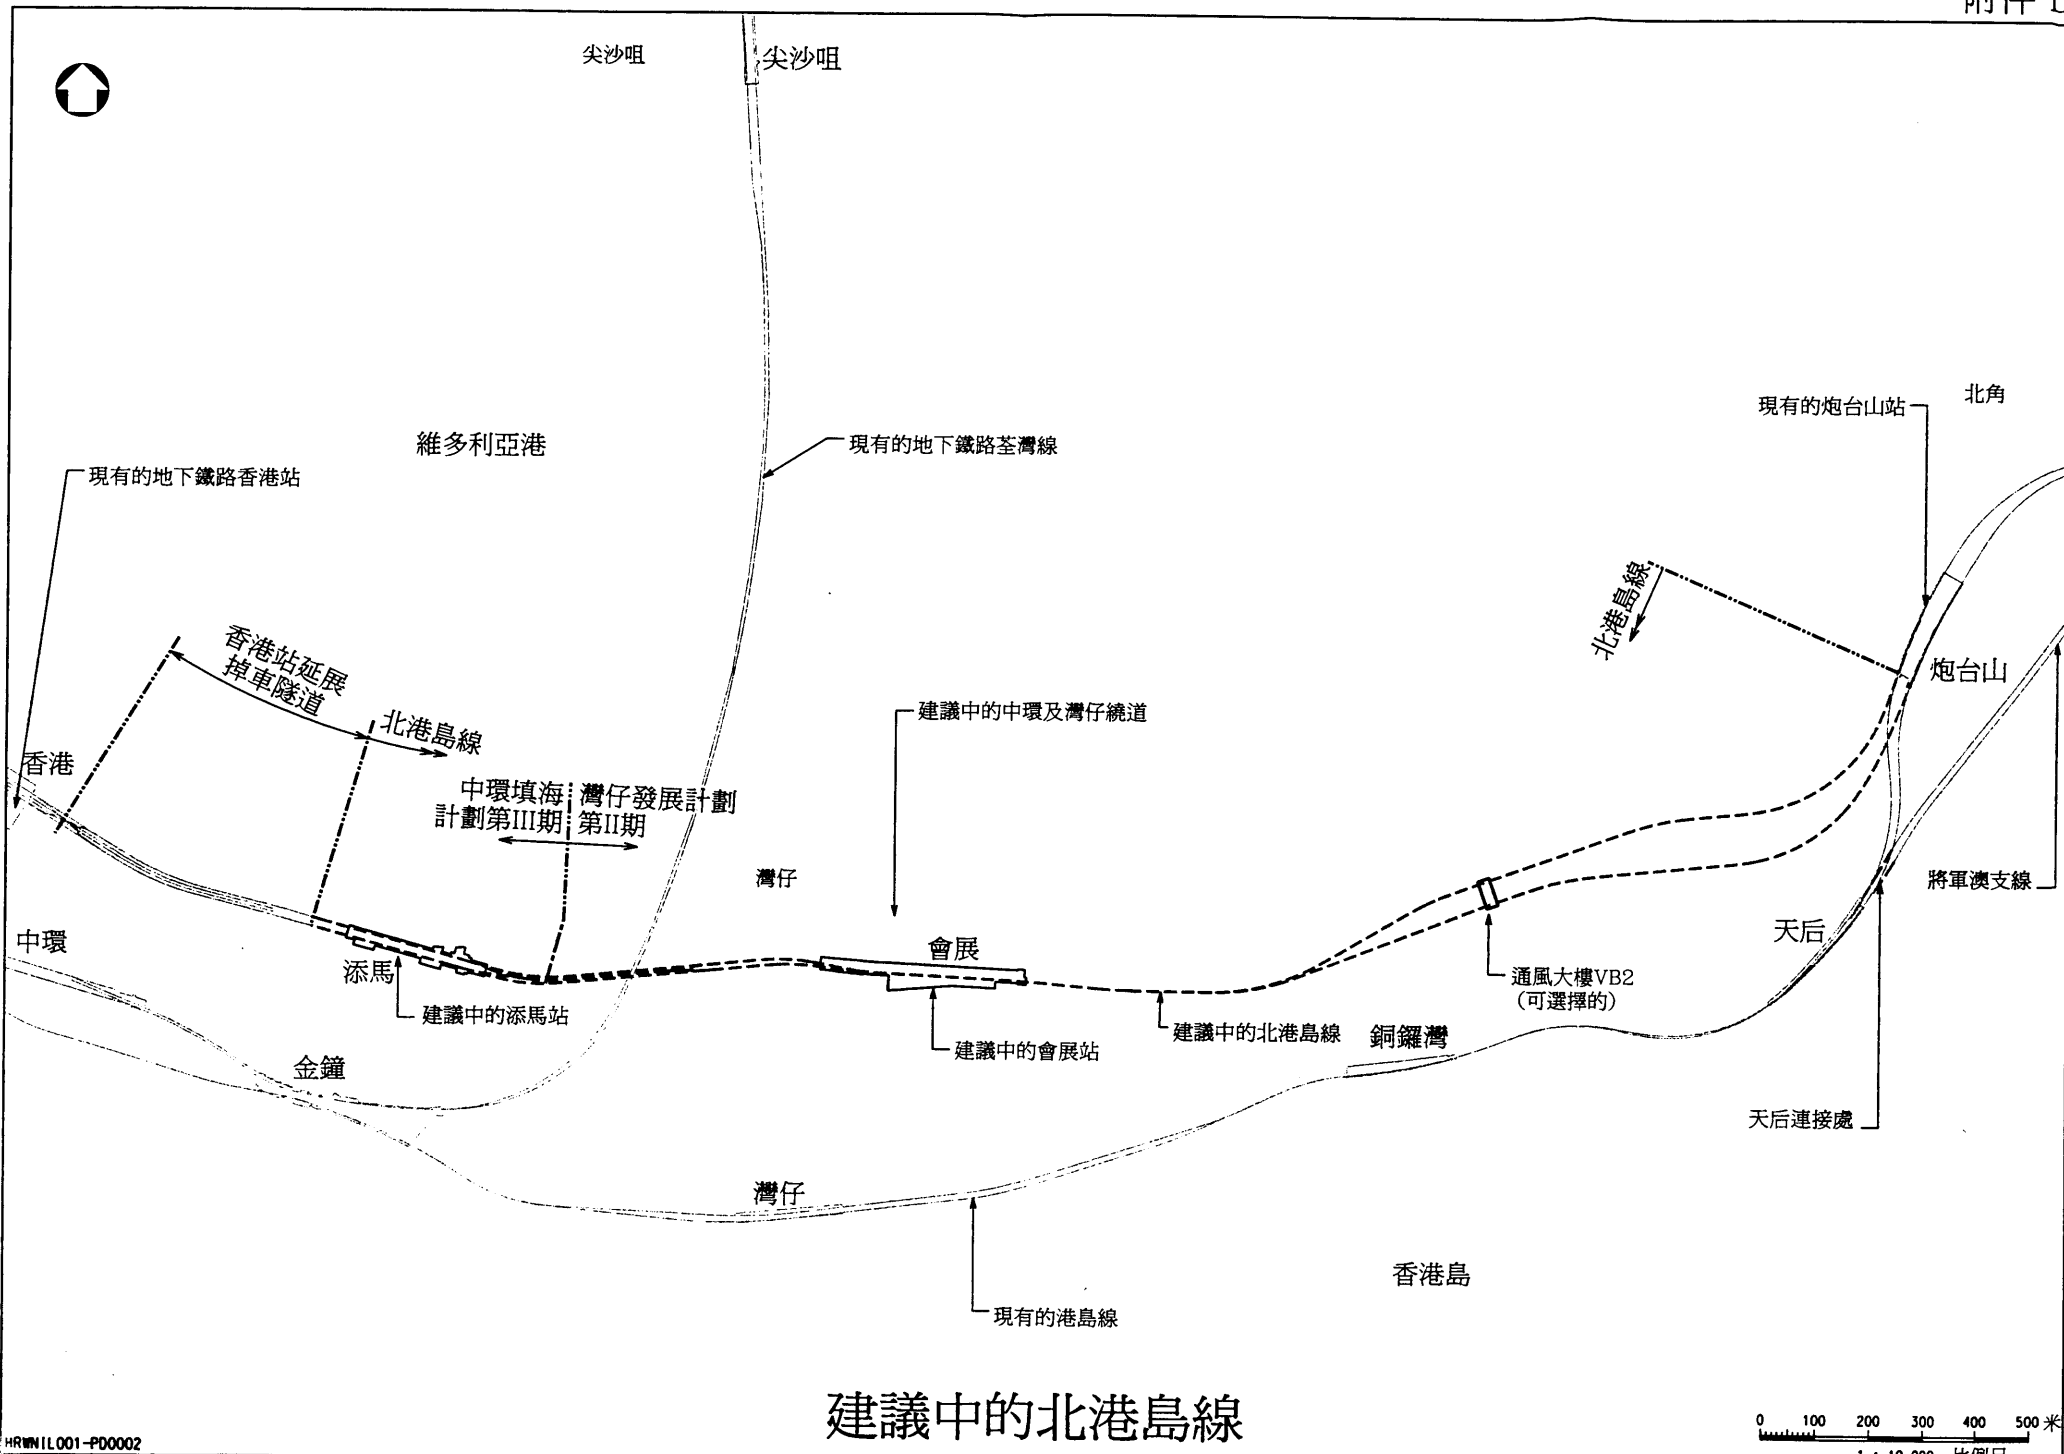 附件
尖沙咀
尖沙咀
現有的炮台山站
北角
維多利亞港
現有的地下鐵路荃灣線
現有的地下鐵路香港站
北港島線
香港站延展
掉車隧道
炮台山
北港島線
建議中的中環及灣仔繞道
香港
中環填海
計劃第III期
灣仔發展計劃
第II期
灣仔
將軍澳支線
中環
天后
會展
添馬
通風大樓VB2
(可選擇的)
建議中的添馬站
建議中的北港島線
銅鑼灣
建議中的會展站
金鐘
天后連接處
灣仔
香港島
現有的港島線
建議中的北港島線
0 100 200 300 400 500 米
HRWNIL001-PD0002